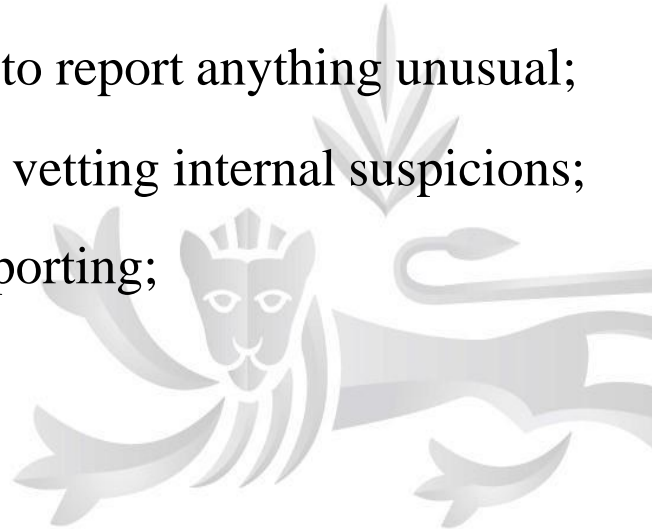 to report anything unusual;
vetting internal suspicions;
porting;